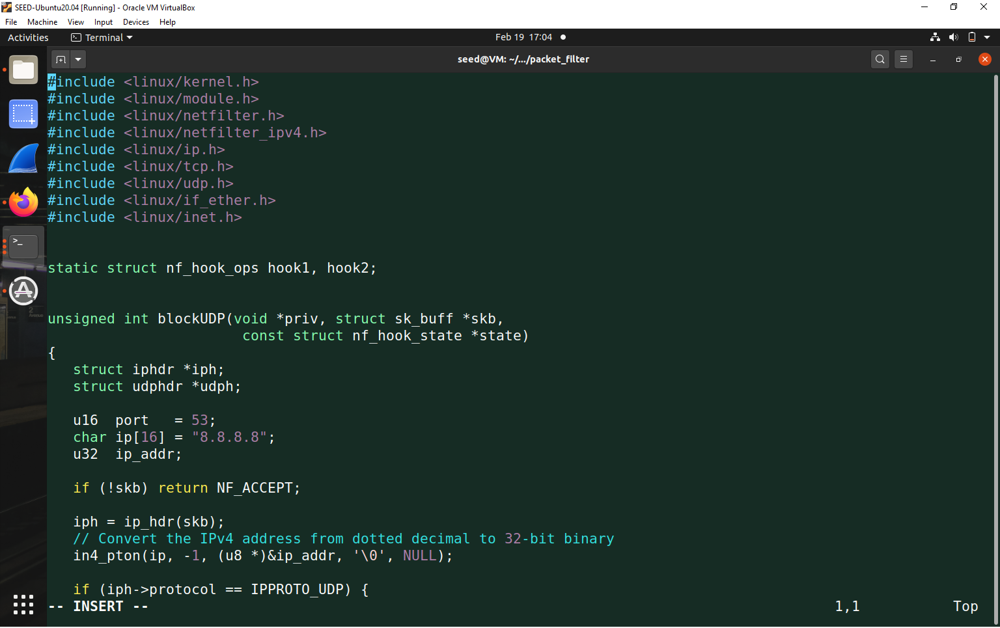 SEED-Ubuntu20.04 [Running] - Oracle VM VirtualBox
File Machine View Input Devices Help
Activities Terminal Feb 19 17:04
seed@VM: ~/.../packet_filter
#include <linux/kernel.h>
#include <linux/module.h>
#include <linux/netfilter.h>
#include <linux/netfilter_ipv4.h>
#include <linux/ip.h>
#include <linux/tcp.h>
#include <linux/udp.h>
#include <linux/if_ether.h>
#include <linux/inet.h>
static struct nf_hook_ops hook1, hook2;
unsigned int blockUDP(void *priv, struct sk_buff *skb,
const struct nf_hook_state *state)
{
struct iphdr *iph;
struct udphdr *udph;
u16  port   = 53;
char ip[16] = "8.8.8.8";
u32  ip_addr;
if (!skb) return NF_ACCEPT;
iph = ip_hdr(skb);
// Convert the IPv4 address from dotted decimal to 32-bit binary
in4_pton(ip, -1, (u8 *)&ip_addr, '\0', NULL);
if (iph->protocol == IPPROTO_UDP) {
-- INSERT -- 1,1 Top